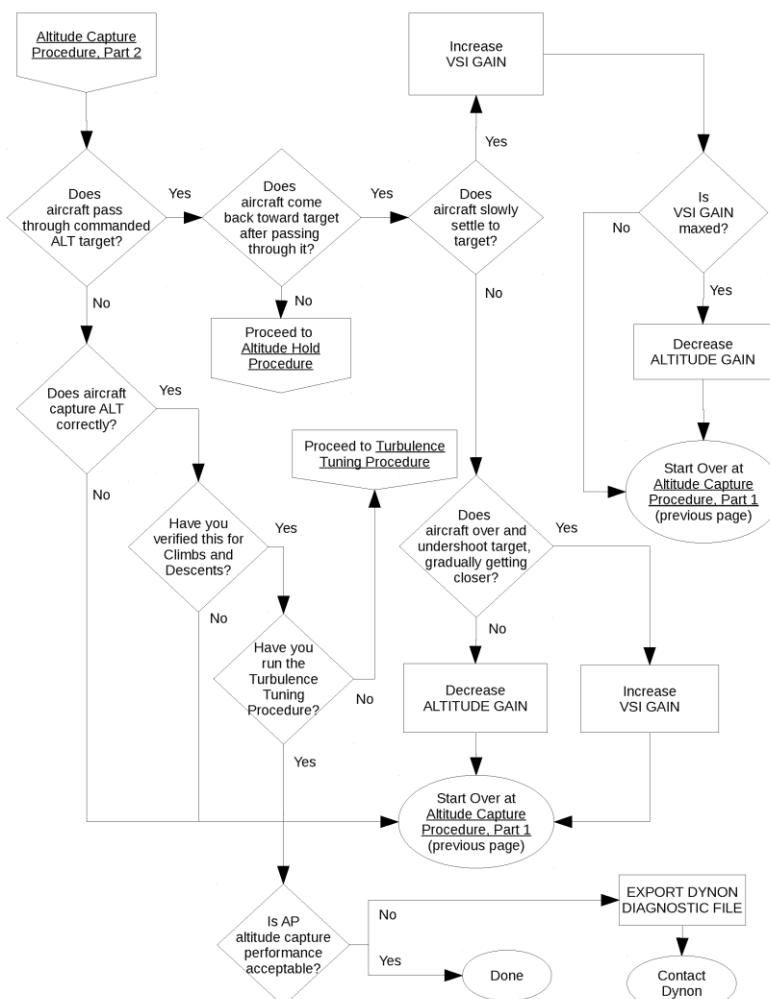 Altitude Capture
Procedure, Part 2
Increase
VSI GAIN
Yes
Does
aircraft pass
through commanded
ALT target?
Yes
Does
aircraft come
back toward target
after passing
through it?
Yes
Does
aircraft slowly
settle to
target?
Is
VSI GAIN
maxed?
No
Yes
No
No
No
Proceed to
Altitude Hold
Procedure
Decrease
ALTITUDE GAIN
Does aircraft
capture ALT
correctly?
Yes
No
Proceed to Turbulence
Tuning Procedure
Start Over at
Altitude Capture
Procedure, Part 1
(previous page)
Have you
verified this for
Climbs and
Descents?
Yes
No
Does
aircraft over and
undershoot target,
gradually getting
closer?
Yes
No
Have you
run the
Turbulence
Tuning
Procedure?
No
Yes
Decrease
ALTITUDE GAIN
Increase
VSI GAIN
Start Over at
Altitude Capture
Procedure, Part 1
(previous page)
Is AP
altitude capture
performance
acceptable?
No
Yes
EXPORT DYNON
DIAGNOSTIC FILE
Done
Contact
Dynon